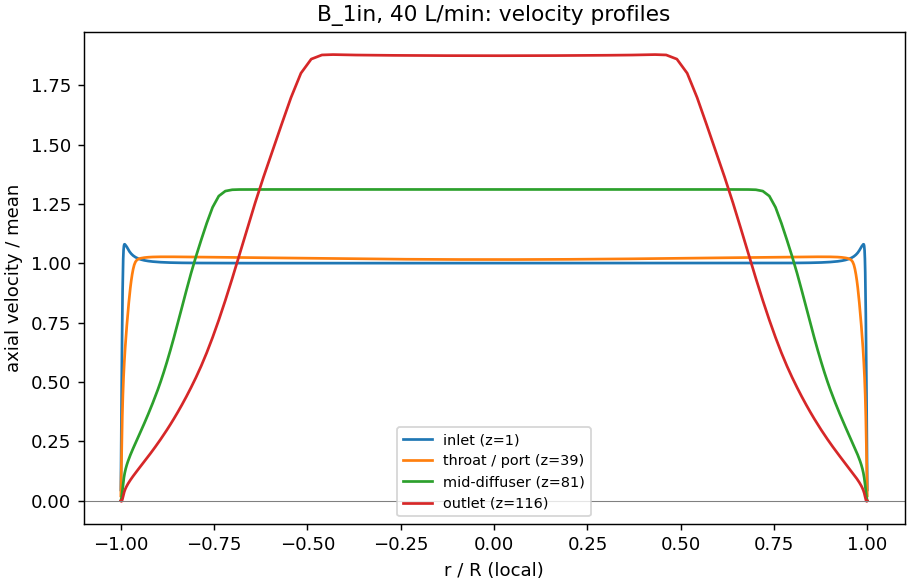 B_1in, 40 L/min: velocity profiles
axial velocity / mean
1.75
1.50
1.25
1.00
0.75
0.50
0.25
0.00
inlet (z=1)
throat / port (z=39)
mid-diffuser (z=81)
outlet (z=116)
−1.00 −0.75 −0.50 −0.25 0.00 0.25 0.50 0.75 1.00
r / R (local)